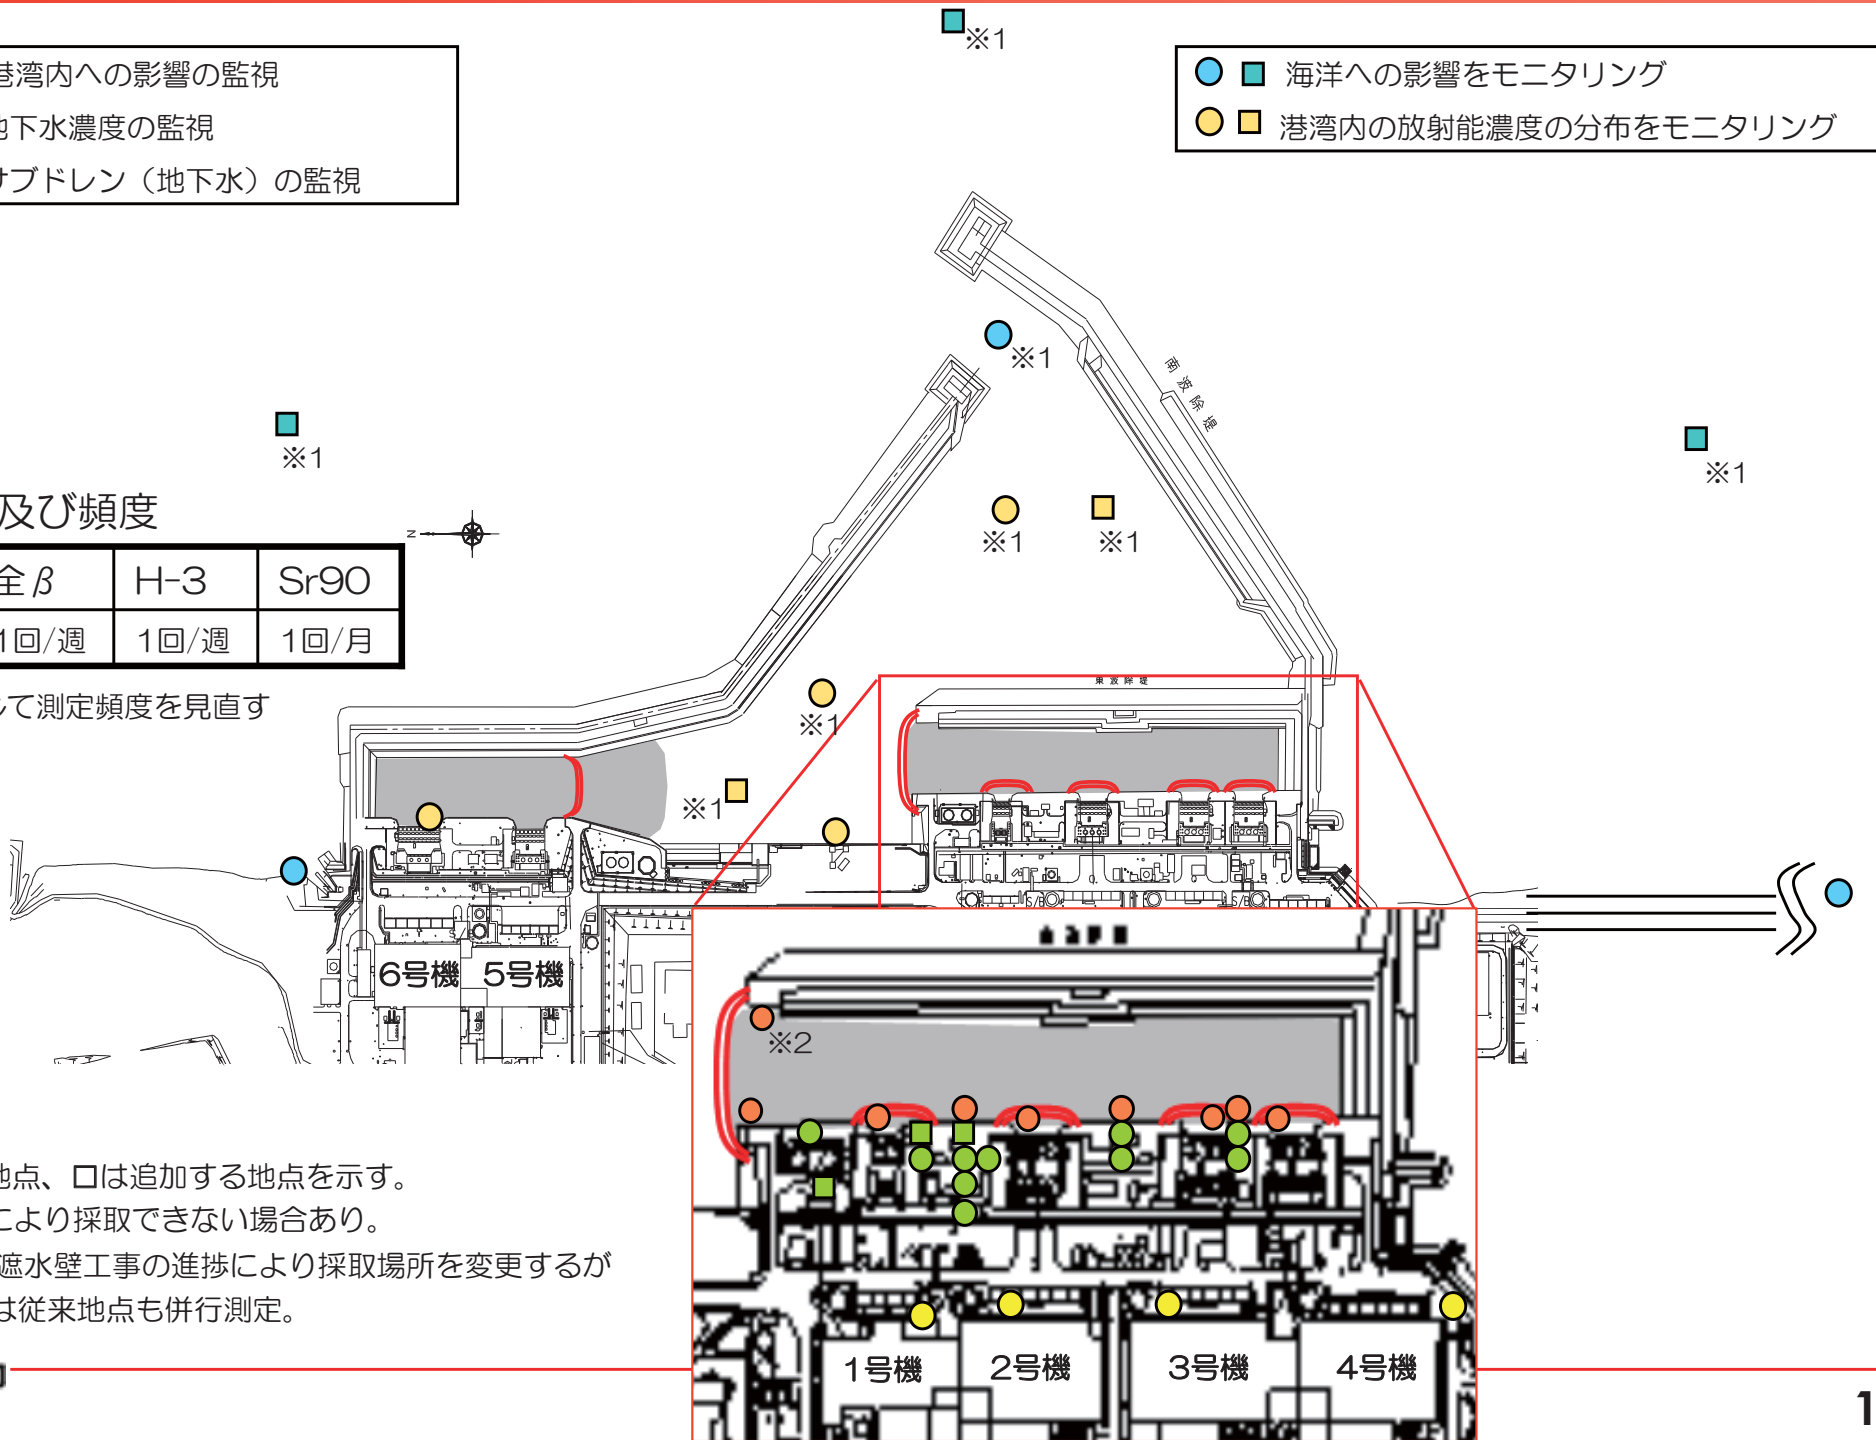 ※1
港湾内への影響の監視
地下水濃度の監視
サブドレン（地下水）の監視
海洋への影響をモニタリング
港湾内の放射能濃度の分布をモニタリング
※1
南波除堤
※1
※1
※1
※1
及び頻度
N
全β H-3 Sr90
1回/週 1回/週 1回/月
て測定頻度を見直す
東波除堤
※1
※1
S/B
S/B
6号機 5号機
※2
地点、□は追加する地点を示す。
により採取できない場合あり。
遮水壁工事の進捗により採取場所を変更するが
は従来地点も併行測定。
1号機 2号機 3号機 4号機
1